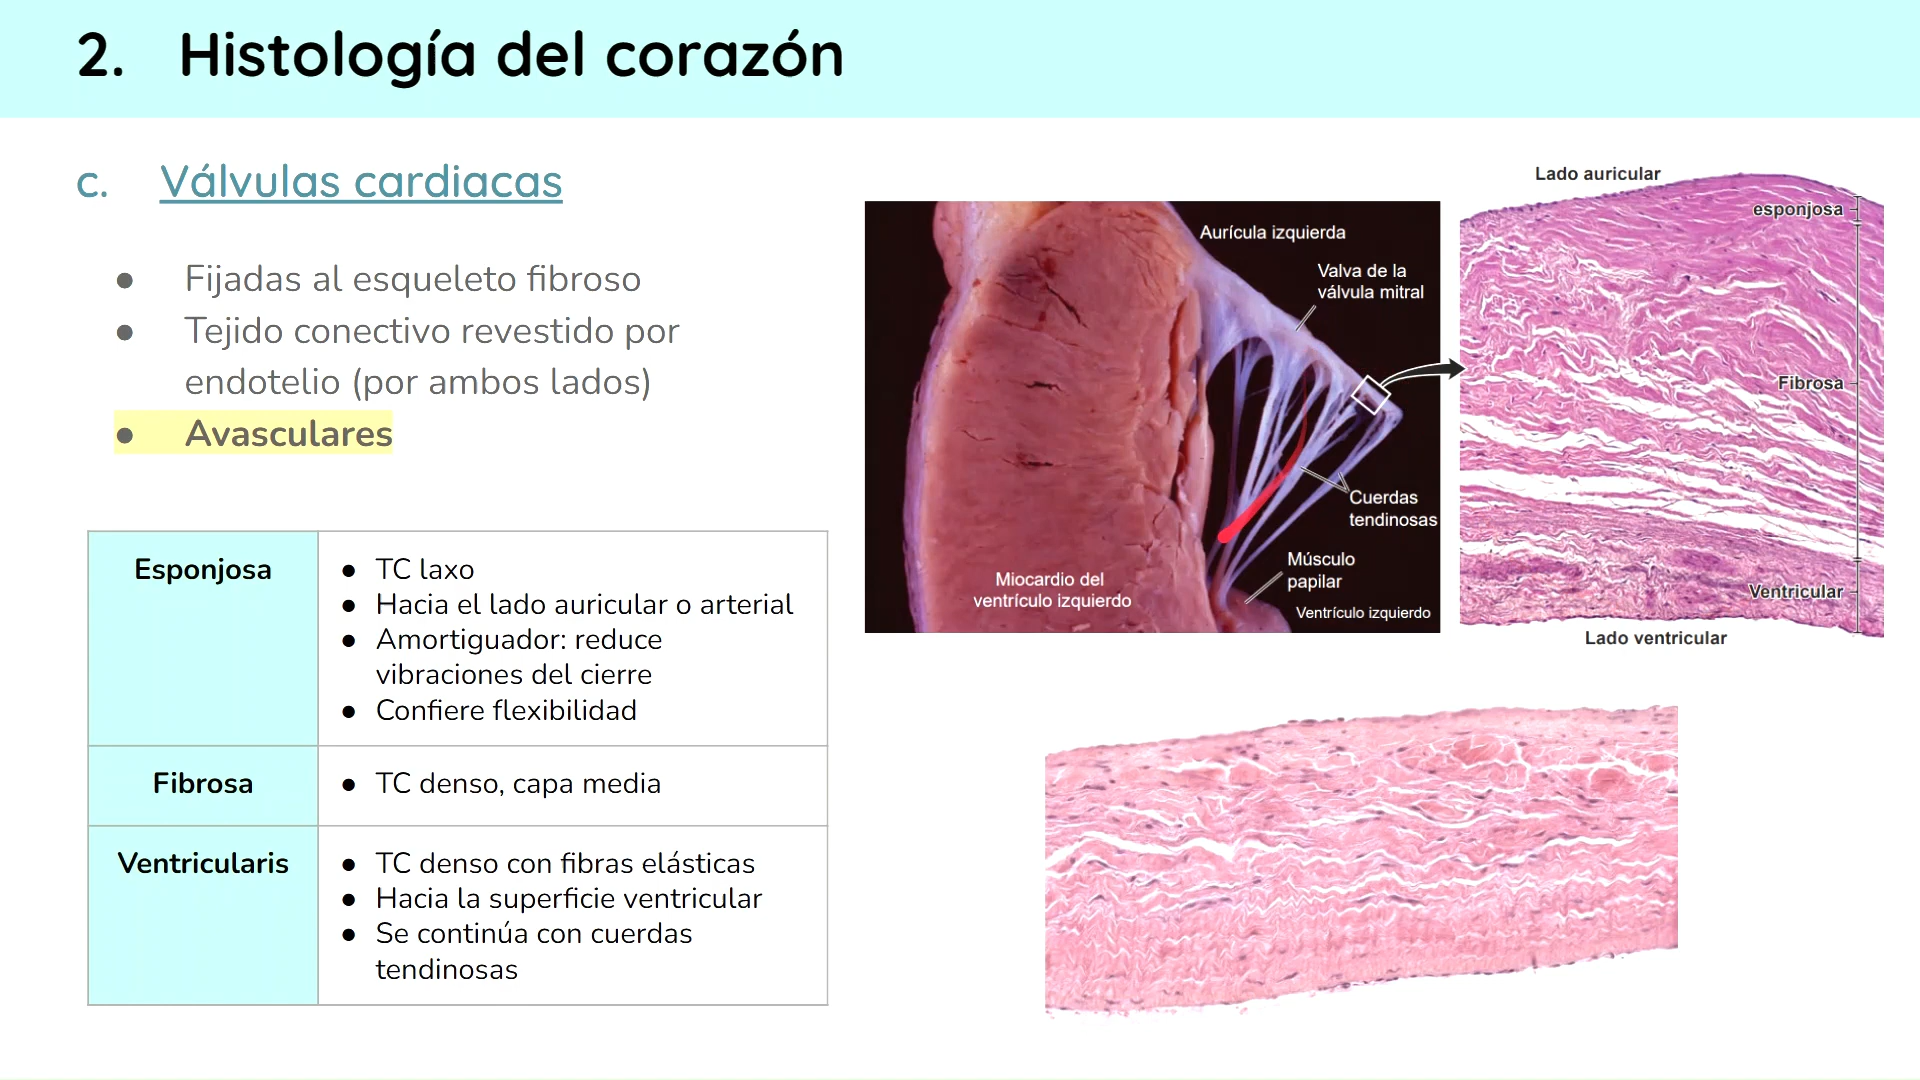 2. Histología del corazón
c. Válvulas cardiacas
● Fijadas al esqueleto fibroso
● Tejido conectivo revestido por
endotelio (por ambos lados)
● Avasculares
Esponjosa
● TC laxo
● Hacia el lado auricular o arterial
● Amortiguador: reduce
vibraciones del cierre
● Confiere flexibilidad
Fibrosa
● TC denso, capa media
Ventricularis
● TC denso con fibras elásticas
● Hacia la superficie ventricular
● Se continúa con cuerdas
tendinosas
Aurícula izquierda
Valva de la
válvula mitral
Cuerdas
tendinosas
Músculo
papilar
Miocardio del
ventrículo izquierdo
Ventrículo izquierdo
Lado auricular
esponjosa
Fibrosa
Ventricular
Lado ventricular